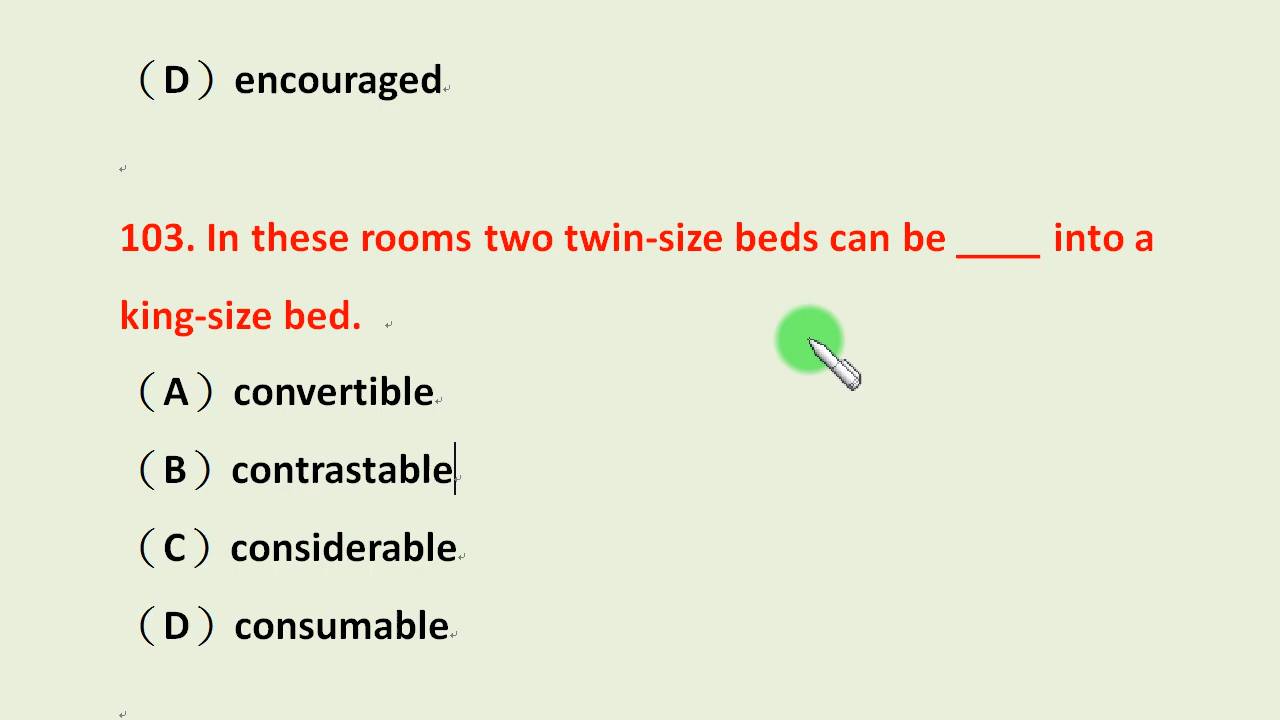 （D）encouraged
103. In these rooms two twin-size beds can be ____ into a
king-size bed.
（A）convertible
（B）contrastable
（C）considerable
（D）consumable